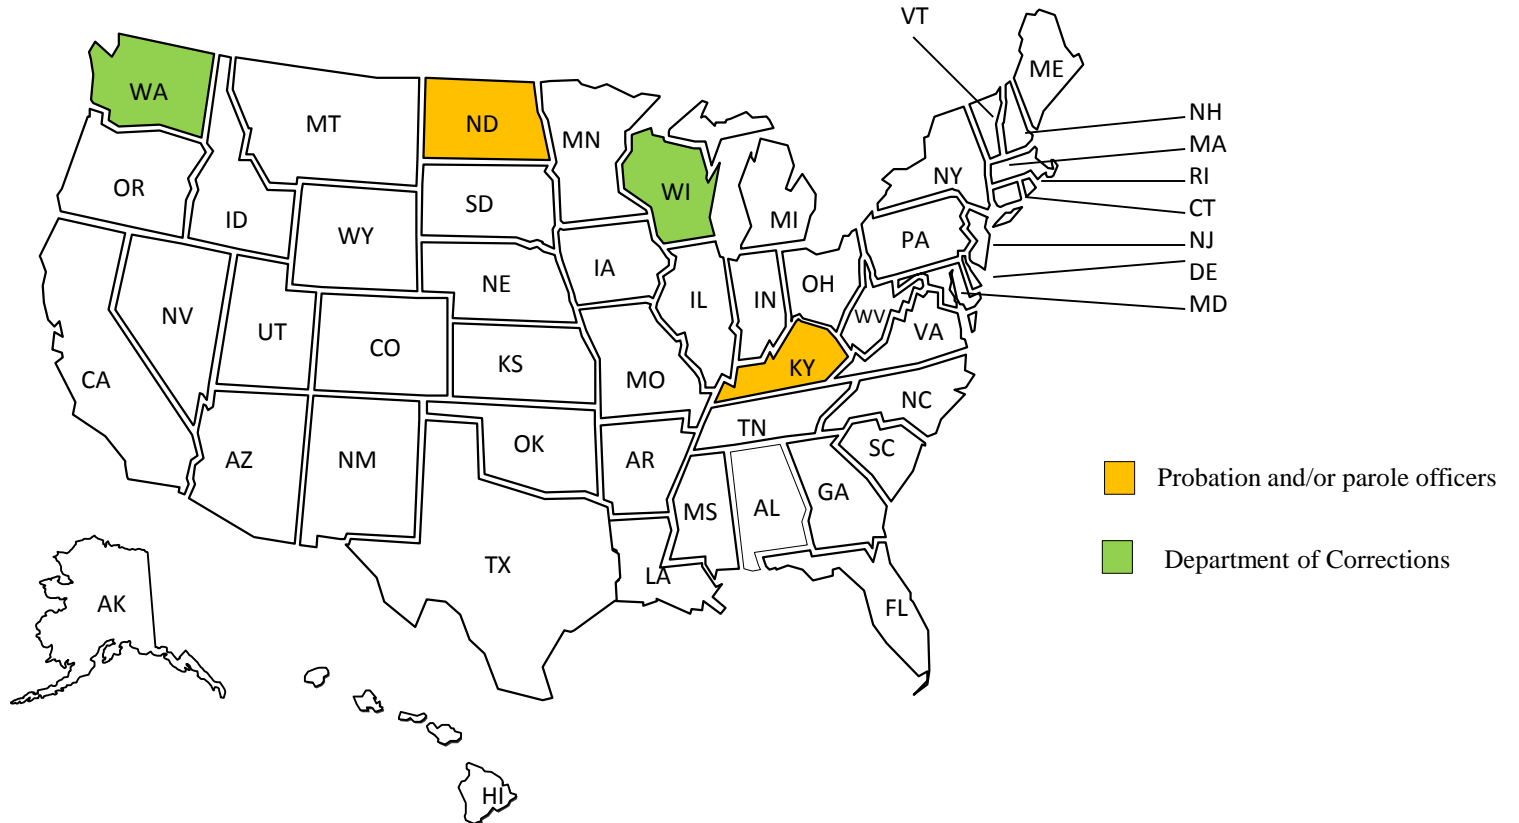 VT
ME
WA
MT
ND
MN
NH
MA
OR
ID
SD
WI
NY
RI
WY
MI
CT
PA
NJ
IA
NE
OH
DE
IL
IN
MD
NV
UT
CO
KS
MO
WV
VA
CA
KY
NC
TN
AZ
NM
OK
AR
SC
MS
AL
GA
Probation and/or parole officers
TX
LA
Department of Corrections
AK
FL
HI